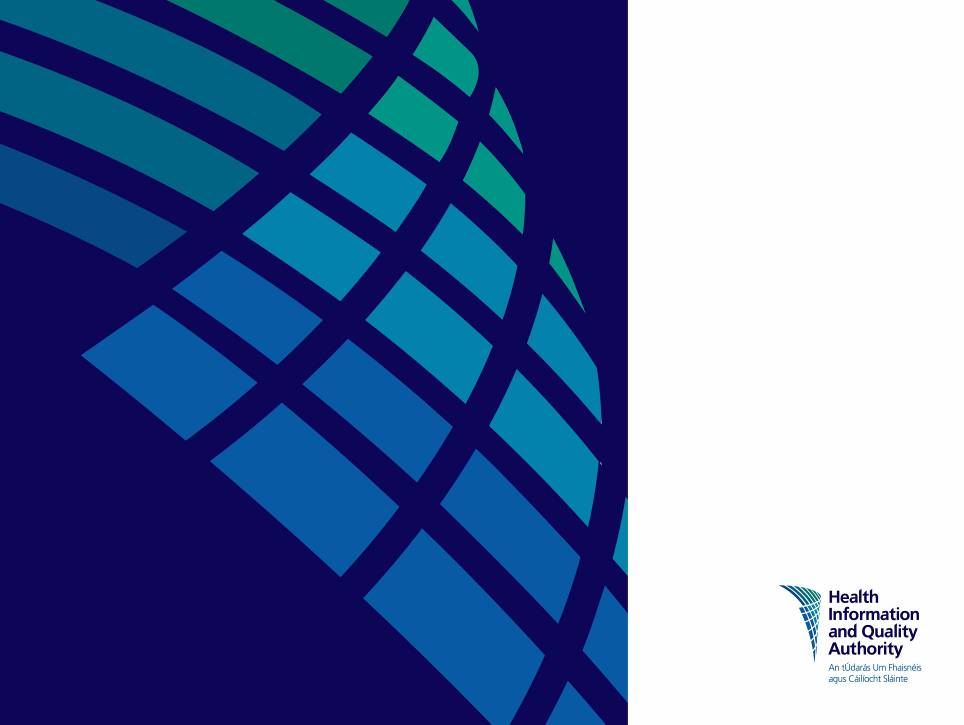 Health
Information
and Quality
Authority
An tÚdarás Um Fhaisnéis
agus Cáilíocht Sláinte